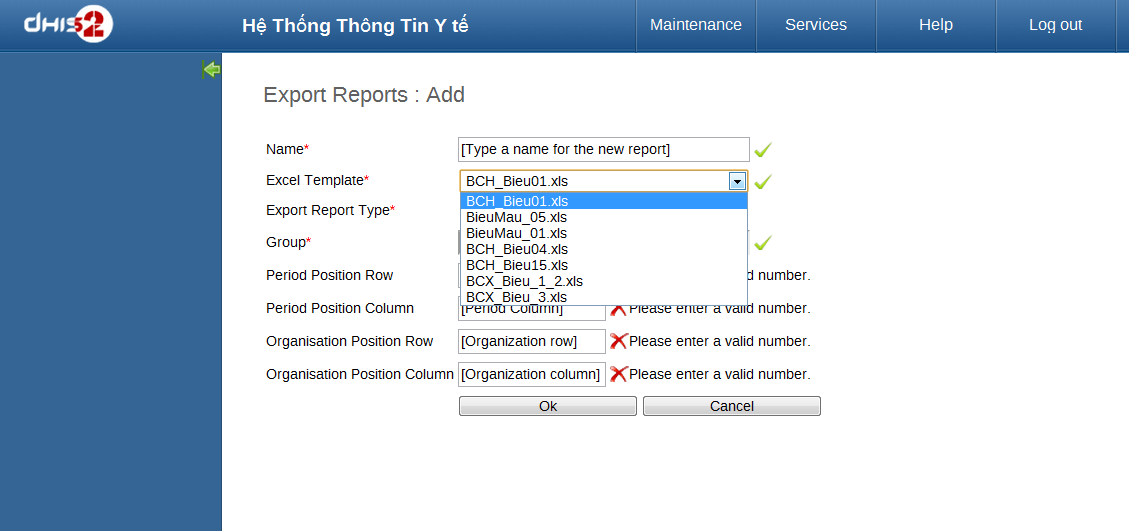 dhis2
Hệ Thống Thông Tin Y tế
Maintenance
Services
Help
Log out
Export Reports : Add
Name*
[Type a name for the new report]
Excel Template*
BCH_Bieu01.xls
BCH_Bieu01.xls
BieuMau_05.xls
BieuMau_01.xls
BCH_Bieu04.xls
BCH_Bieu15.xls
BCX_Bieu_1_2.xls
BCX_Bieu_3.xls
Export Report Type*
Group*
Period Position Row
number.
Period Position Column
[Period Column]
Please enter a valid number.
Organisation Position Row
[Organization row]
Please enter a valid number.
Organisation Position Column
[Organization column]
Please enter a valid number.
Ok
Cancel